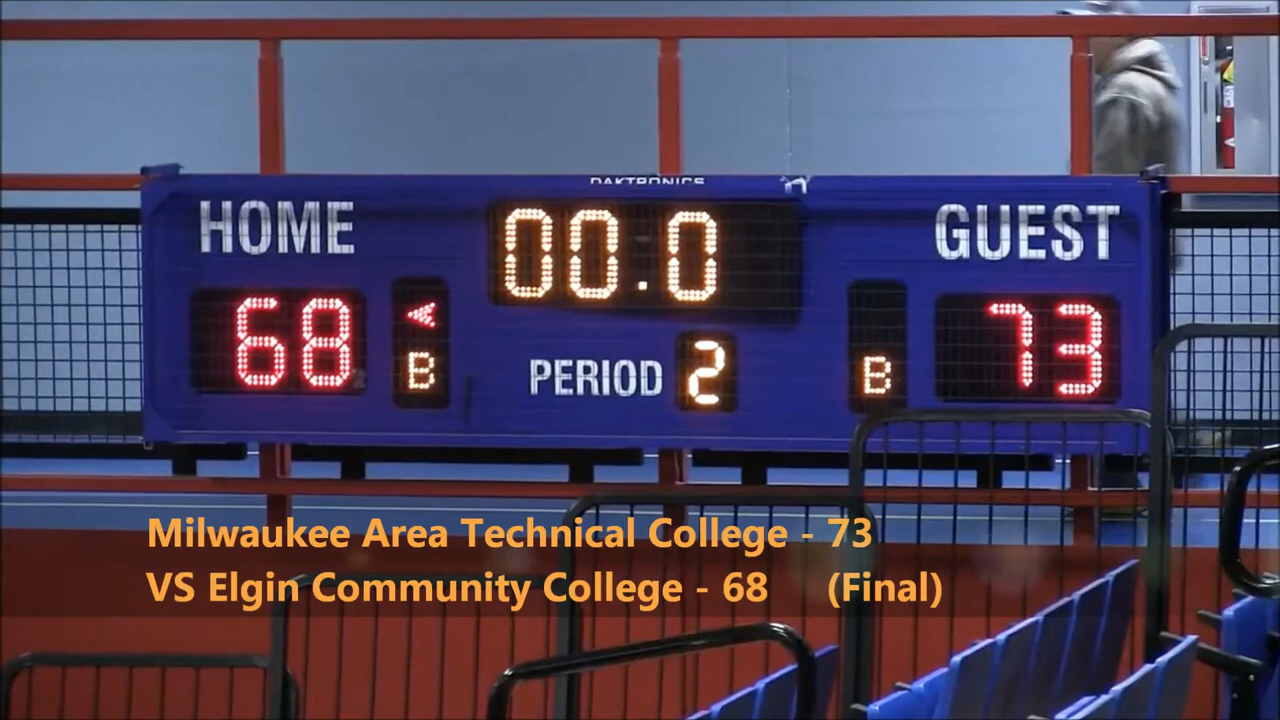 DAKTRONICS
HOME 00.0 GUEST
68 B PERIOD 2 B 73
Milwaukee Area Technical College - 73
VS Elgin Community College - 68 (Final)